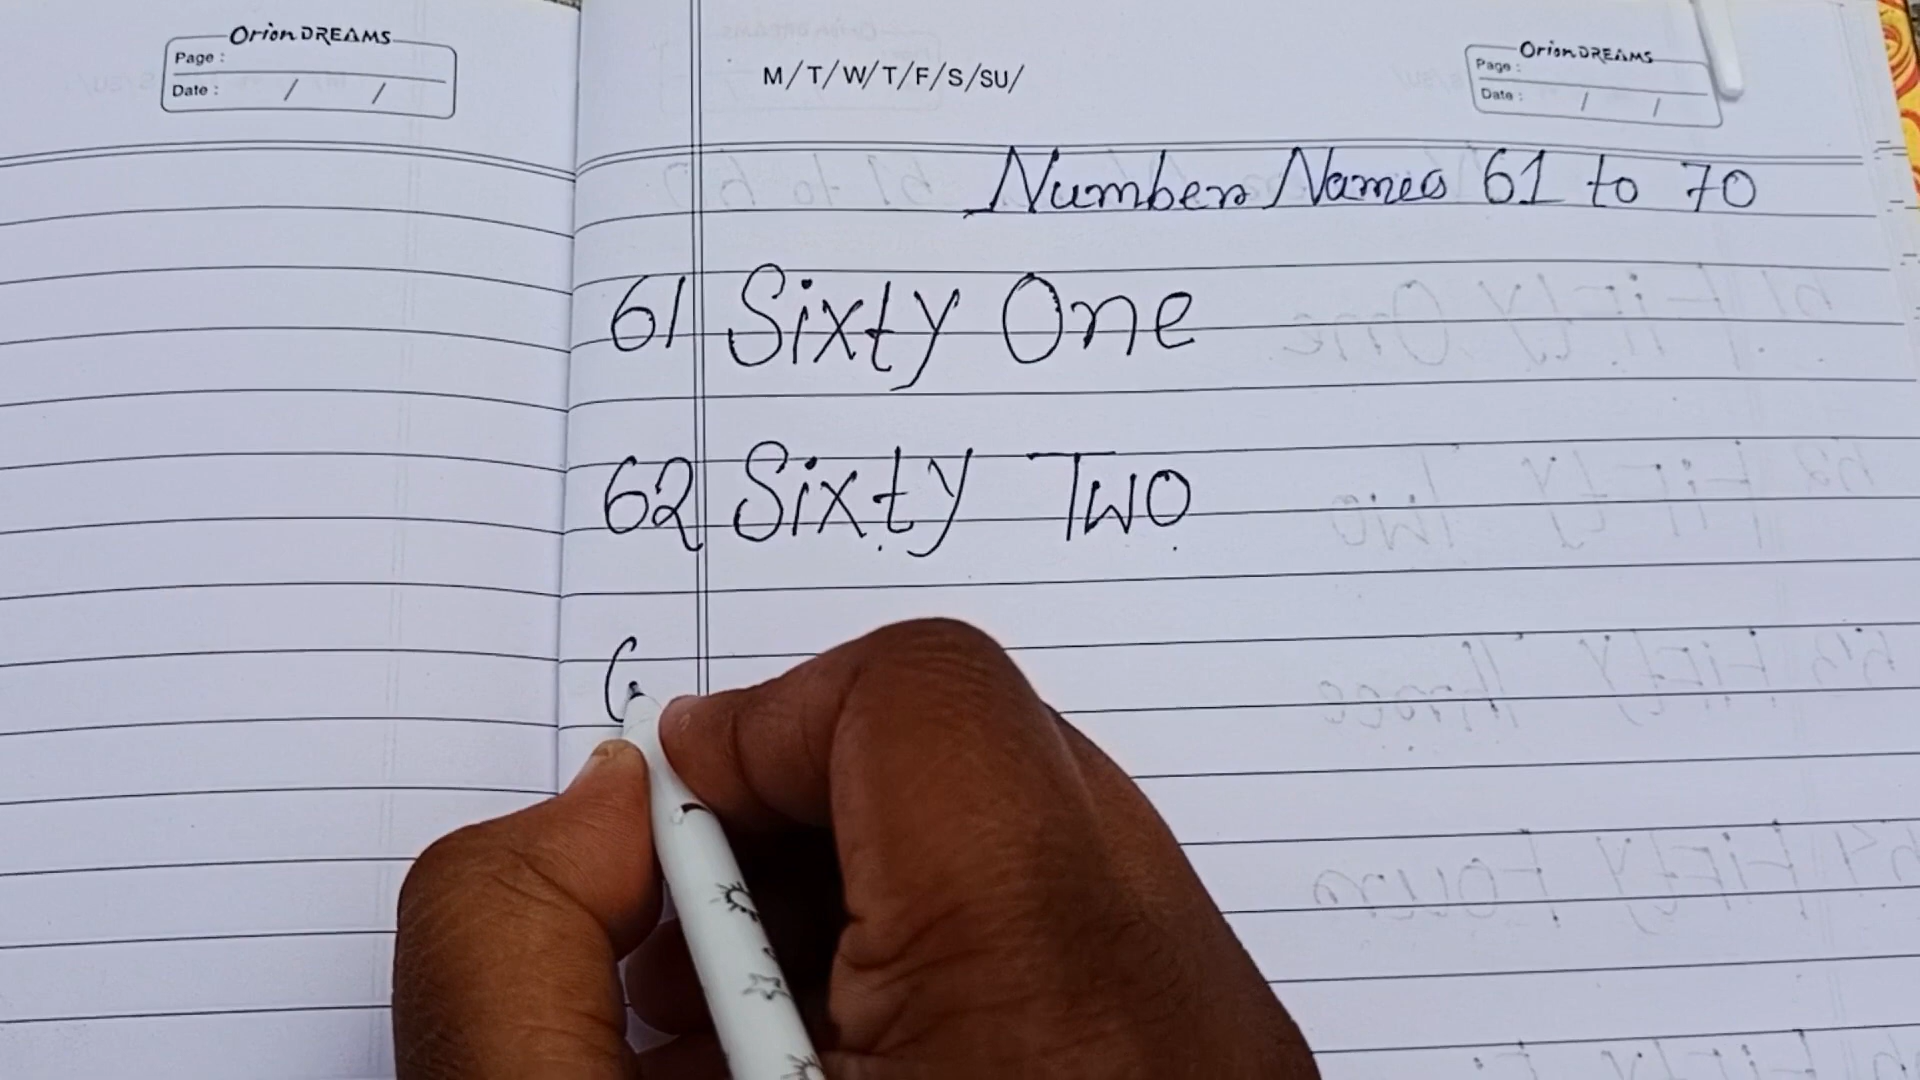 Orion DREAMS
Page :
Date : / /
M/T/W/T/F/S/SU/
Orion DREAMS
Page :
Date : / /
Number Names 61 to 70
61 Sixty One
62 Sixty Two